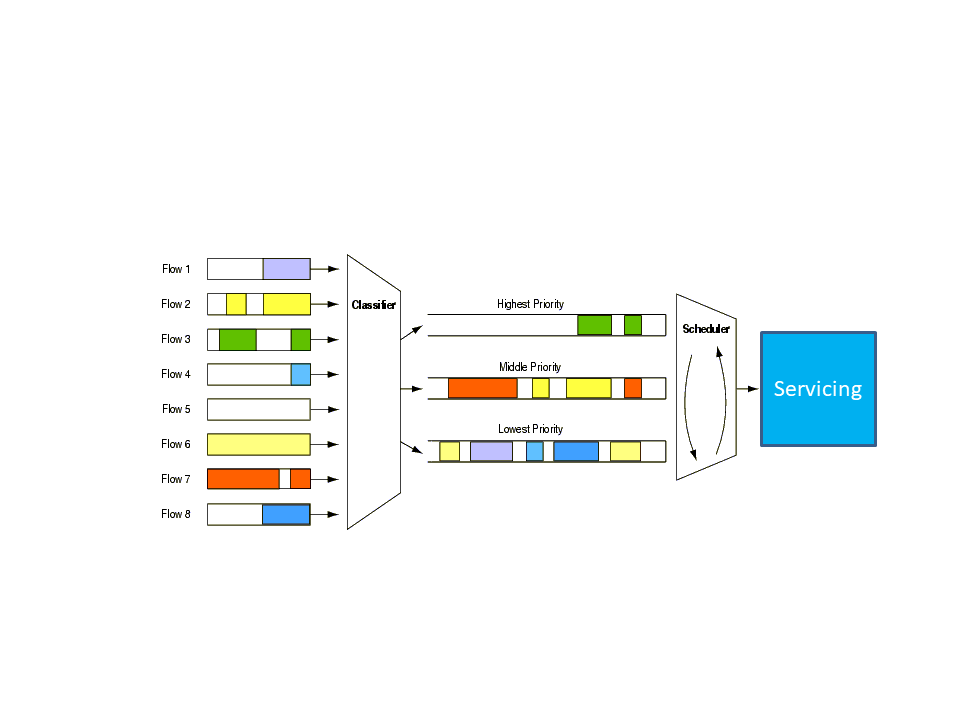 Flow 1
Flow 2
Flow 3
Flow 4
Flow 5
Flow 6
Flow 7
Flow 8
Classifier
Highest Priority
Middle Priority
Lowest Priority
Scheduler
Servicing